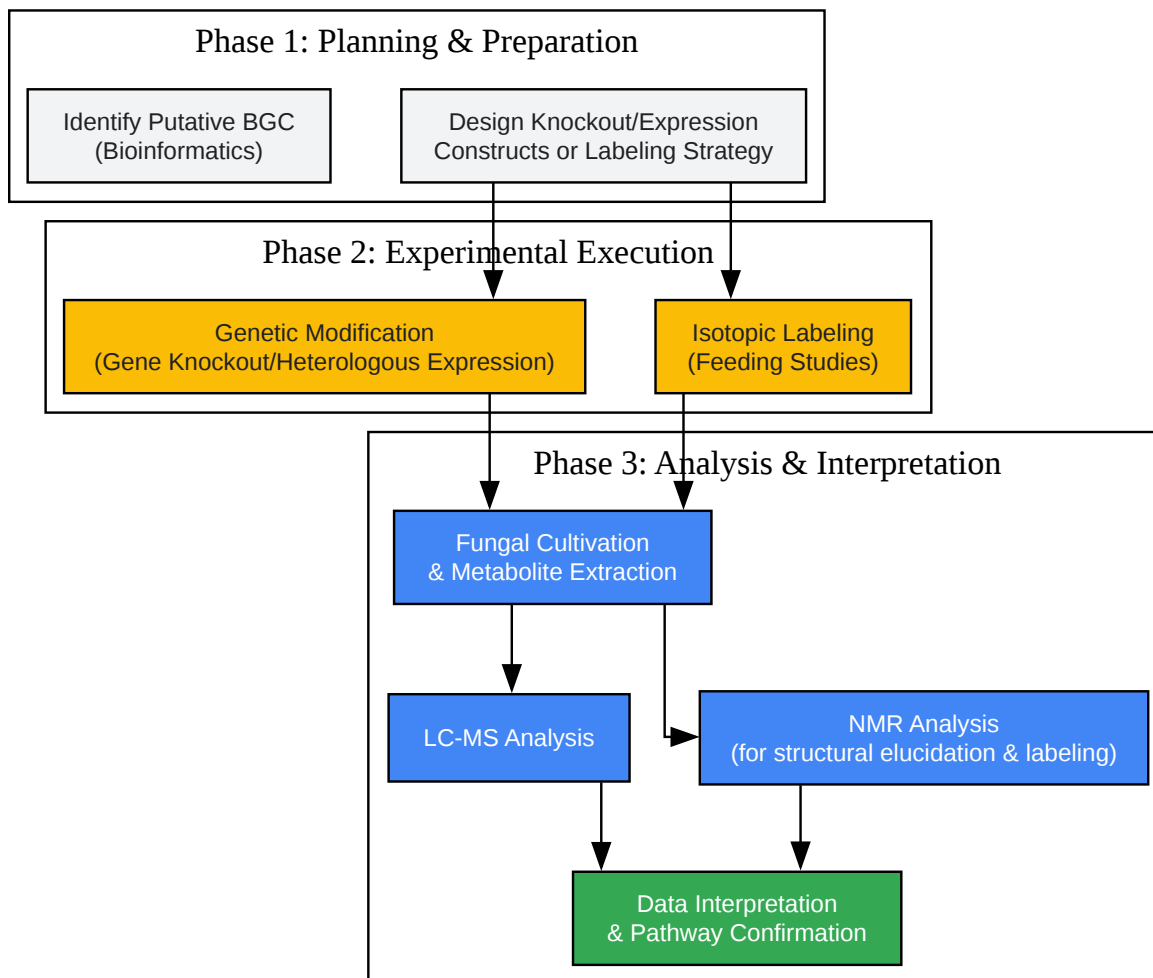 Phase 1: Planning & Preparation
Identify Putative BGC
(Bioinformatics)
Design Knockout/Expression
Constructs or Labeling Strategy
Phase 2: Experimental Execution
Genetic Modification
(Gene Knockout/Heterologous Expression)
Isotopic Labeling
(Feeding Studies)
Phase 3: Analysis & Interpretation
Fungal Cultivation
& Metabolite Extraction
LC-MS Analysis
NMR Analysis
(for structural elucidation & labeling)
Data Interpretation
& Pathway Confirmation